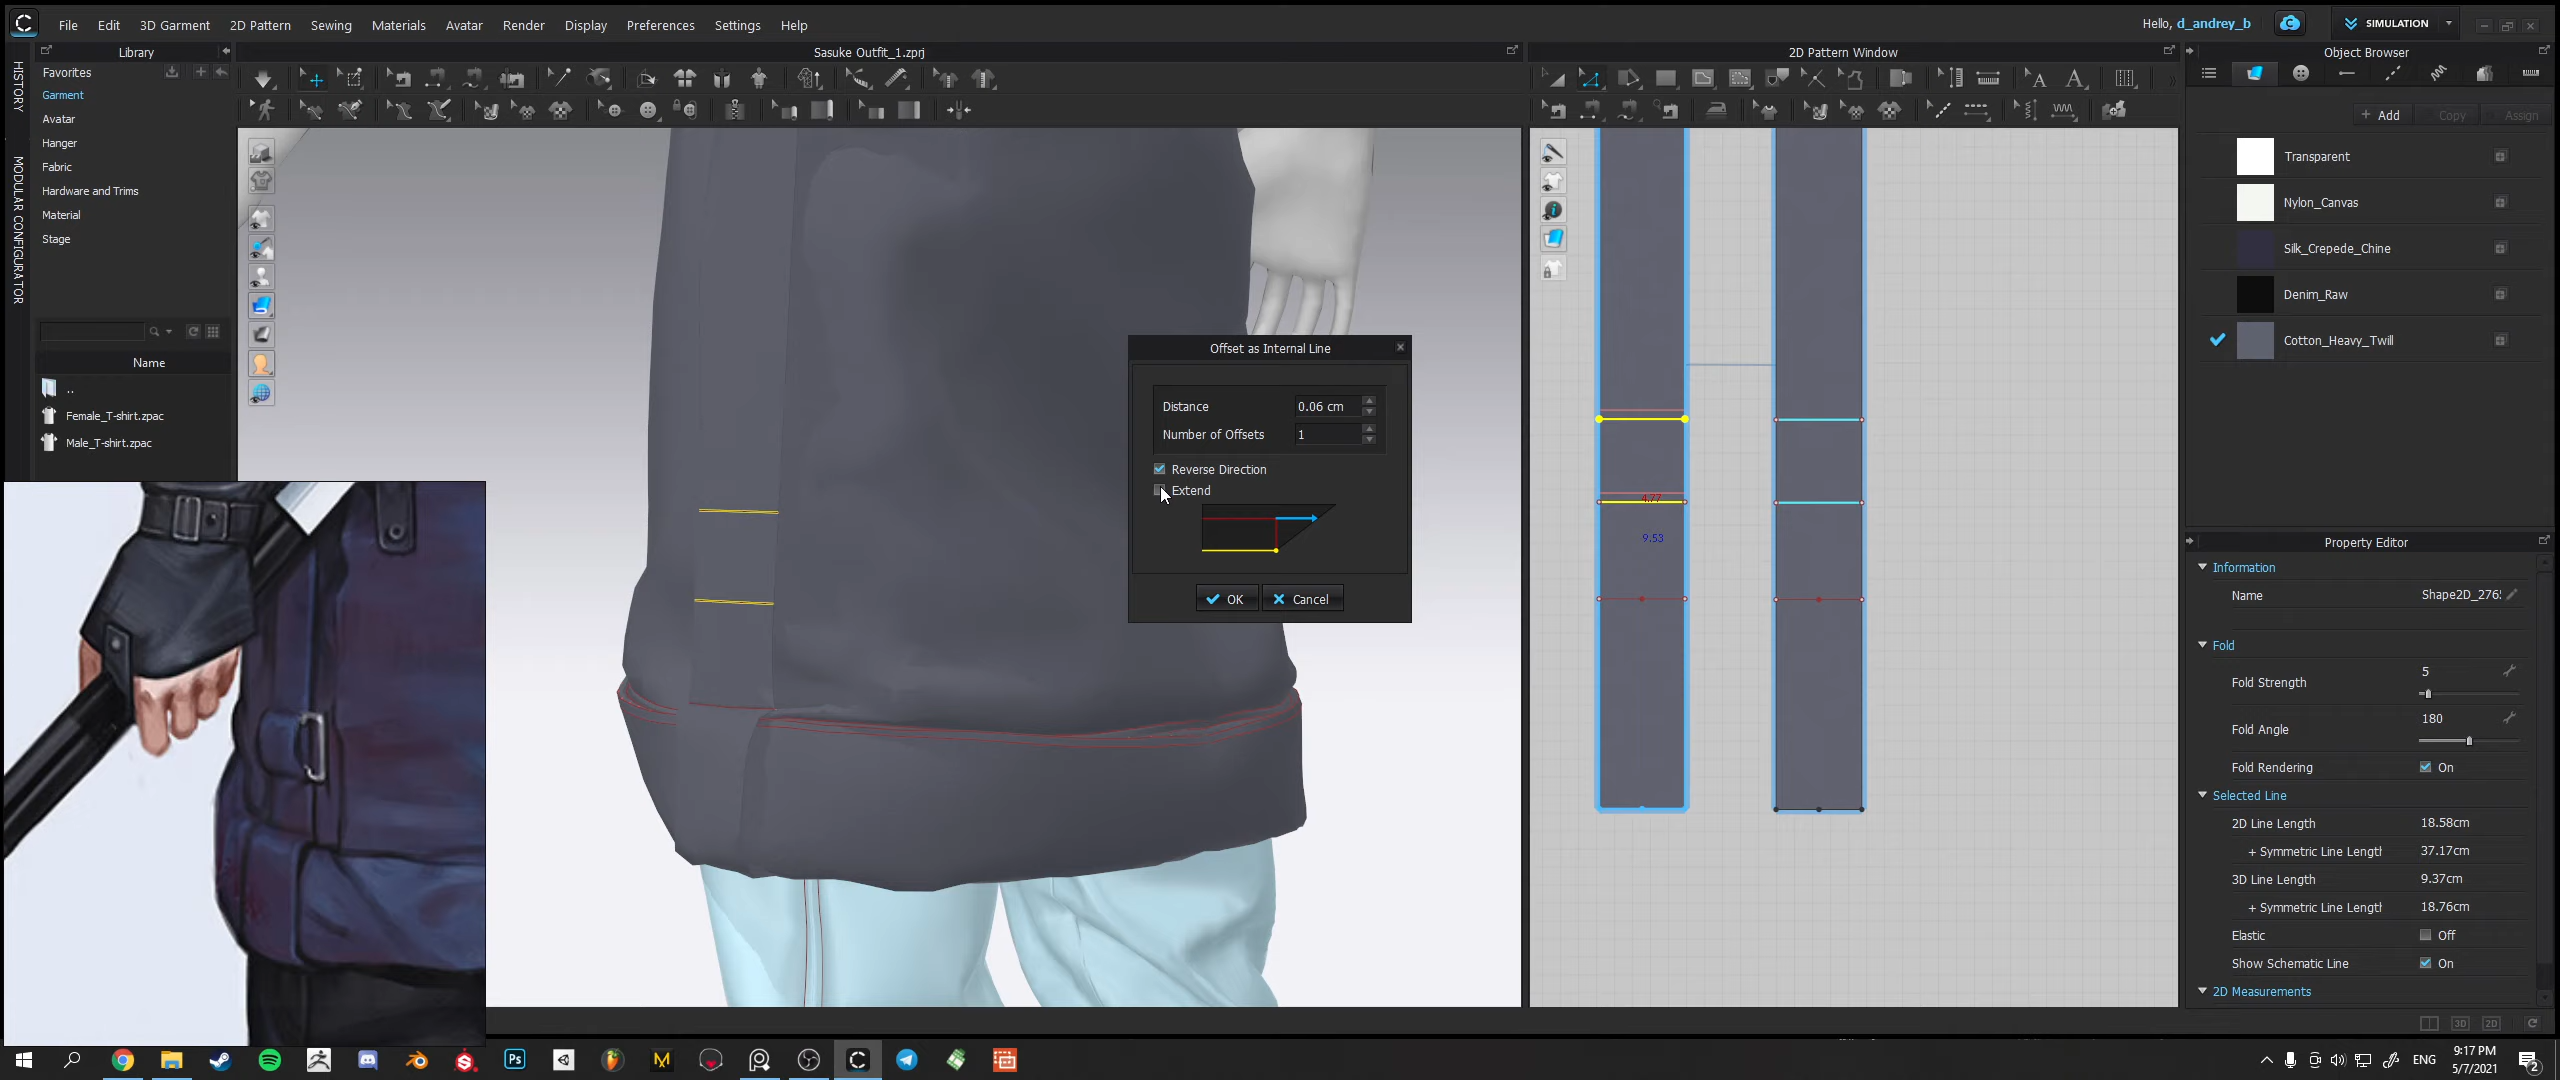 File Edit 3D Garment 2D Pattern Sewing Materials Avatar Render Display Preferences Settings Help
Hello, d_andrey_b
SIMULATION
Library
Sasuke Outfit_1.zprj
2D Pattern Window
Object Browser
HISTORY
MODULAR CONFIGURATOR
Favorites
Garment
Avatar
Hanger
Fabric
Hardware and Trims
Material
Stage
Name
..
Female_T-shirt.zpac
Male_T-shirt.zpac
Offset as Internal Line
Distance 0.06 cm
Number of Offsets 1
Reverse Direction
Extend
OK Cancel
4.77
9.53
Add Copy Assign
Transparent
Nylon_Canvas
Silk_Crepede_Chine
Denim_Raw
Cotton_Heavy_Twill
Property Editor
Information
Name Shape2D_276
Fold
Fold Strength 5
Fold Angle 180
Fold Rendering On
Selected Line
2D Line Length 18.58cm
+ Symmetric Line Length 37.17cm
3D Line Length 9.37cm
+ Symmetric Line Length 18.76cm
Elastic Off
Show Schematic Line On
2D Measurements
3D 2D
Ps
ENG
9:17 PM
5/7/2021
2